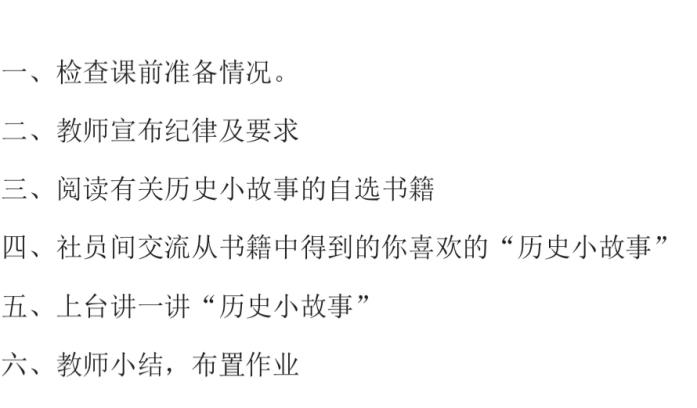 一、检查课前准备情况。
二、教师宣布纪律及要求
三、阅读有关历史小故事的自选书籍
四、社员间交流从书籍中得到的你喜欢的“历史小故事”
五、上台讲一讲“历史小故事”
六、教师小结，布置作业